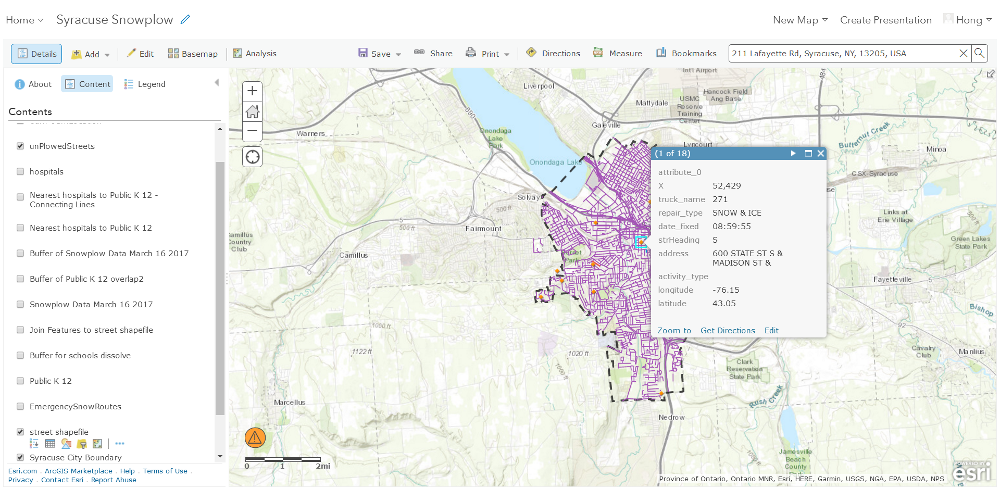 Home
Syracuse Snowplow
New Map
Create Presentation
Hong
Details
Add
Edit
Basemap
Analysis
Save
Share
Print
Directions
Measure
Bookmarks
211 Lafayette Rd, Syracuse, NY, 13205, USA
About
Content
Legend
Contents
unPlowedStreets
hospitals
Nearest hospitals to Public K 12 -
Connecting Lines
Nearest hospitals to Public K 12
Buffer of Snowplow Data March 16 2017
Buffer of Public K 12 overlap2
Snowplow Data March 16 2017
Join Features to street shapefile
Buffer for schools dissolve
Public K 12
EmergencySnowRoutes
street shapefile
Syracuse City Boundary
Esri.com . ArcGIS Marketplace . Help . Terms of Use .
Privacy . Contact Esri . Report Abuse
Int'l Airport
Liverpool
Hancock Field
Ang Base
USMC
Reserve
Training
Center
Mattydale
690
Galeville
Onondaga
Lake
Park
Warners
Lyncourt
Butternut Creek
Minoa
Onondaga Lake
CSX-Syracuse
Solvay
500 ft
5
500 ft
Fairmount
Links at
Erie Village
Green Lakes
State Park
Camillus
Country
Club
Camillus
Park
Fayetteville
Bishop
1000 ft
92
1122 ft
1020 ft
1000 ft
Cavalry
Club
Manlius
Clark
Reservation
State Park
Marcellus
Rush Creek
Nedrow
Jamesville
Beach
County
Park
(1 of 18)
attribute_0
X 52,429
truck_name 271
repair_type SNOW & ICE
date_fixed 08:59:55
strHeading S
address 600 STATE ST S &
MADISON ST &
activity_type
longitude -76.15
latitude 43.05
Zoom to Get Directions Edit
0 1 2mi
POWERED BY
esri
Province of Ontario, Ontario MNR, Esri, HERE, Garmin, USGS, NGA, EPA, USDA, NPS